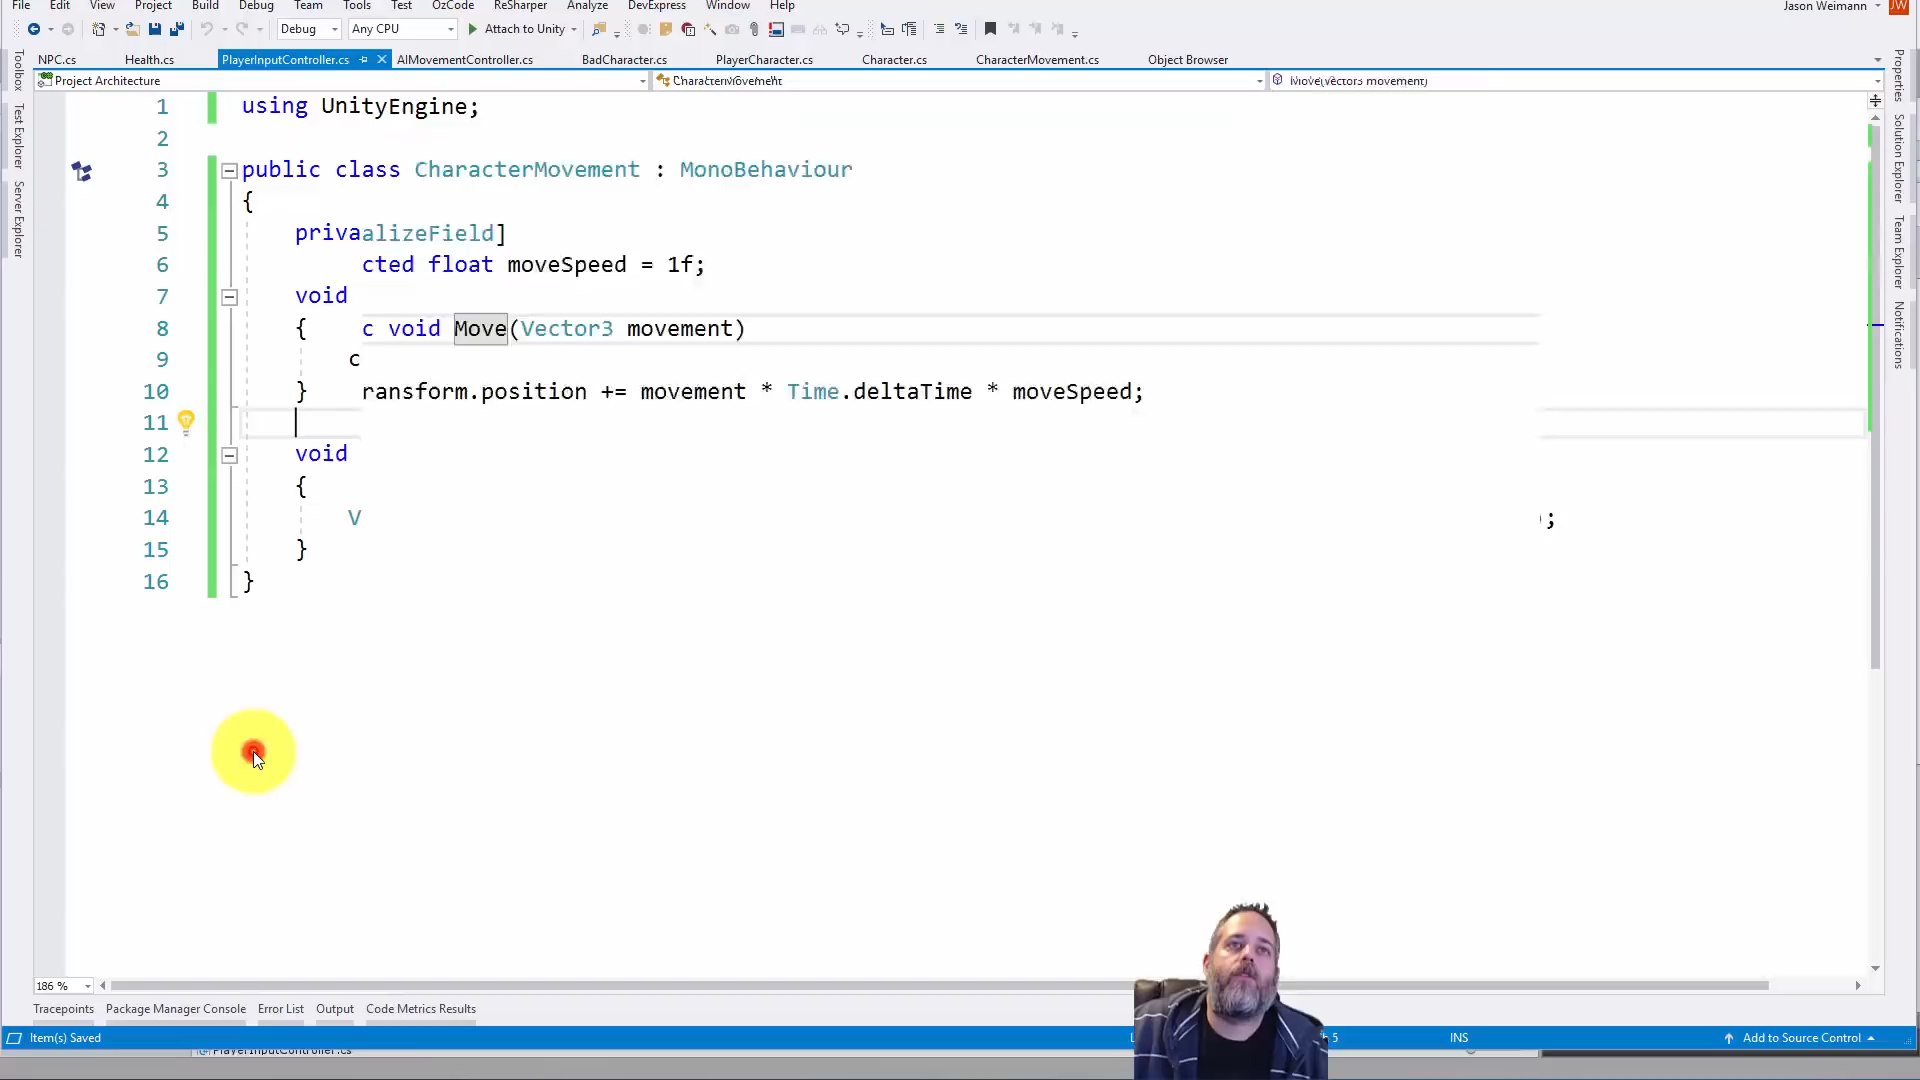 File Edit View Project Build Debug Team Tools Test OzCode ReSharper Analyze DevExpress Window Help Jason Weimann JW
Debug Any CPU Attach to Unity
NPC.cs Health.cs PlayerInputController.cs AIMovementController.cs BadCharacter.cs PlayerCharacter.cs Character.cs CharacterMovement.cs Object Browser
Project Architecture CharacterMovement Move(Vector3 movement)
Toolbox
Test Explorer
Server Explorer
1 using UnityEngine;
2
3 public class CharacterMovement : MonoBehaviour
4 {
5 privaalizeField]
6 cted float moveSpeed = 1f;
7 void
8 { c void Move(Vector3 movement)
9 c
10 } ransform.position += movement * Time.deltaTime * moveSpeed;
11
12 void
13 {
14 V ;
15 }
16 }
Properties
Solution Explorer
Team Explorer
Notifications
186 %
Tracepoints Package Manager Console Error List Output Code Metrics Results
Item(s) Saved 5 INS Add to Source Control
PlayerInputController.cs